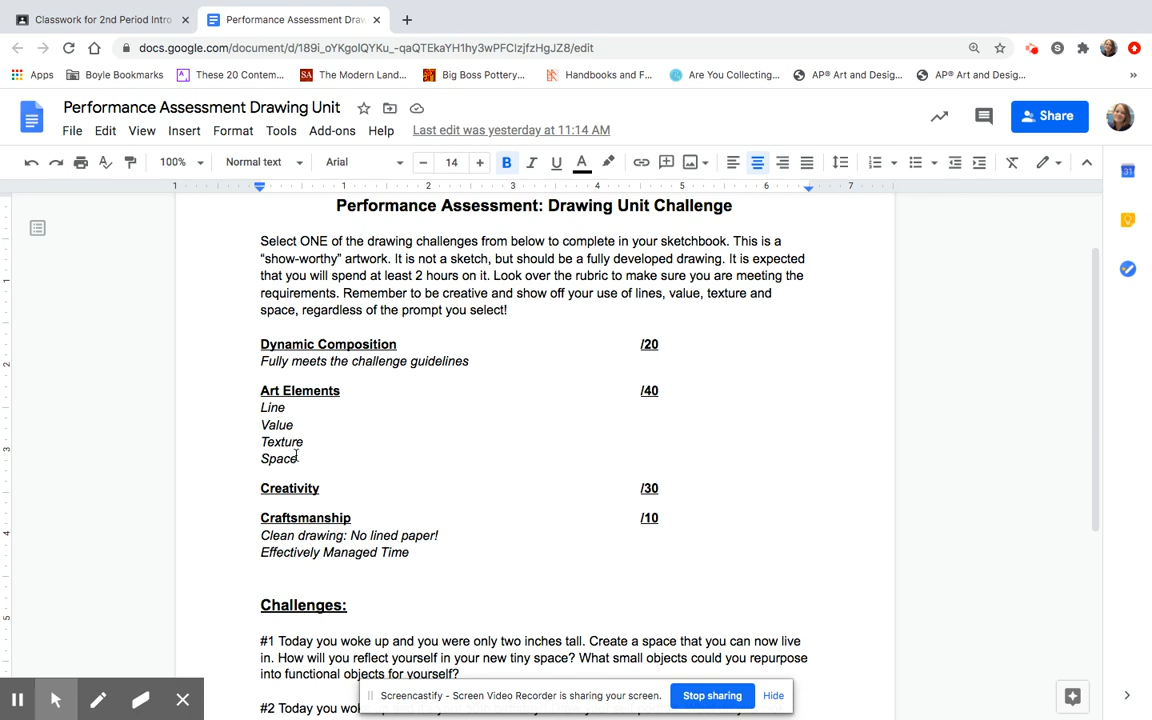 Classwork for 2nd Period Intro
Performance Assessment Draw
docs.google.com/document/d/189i_oYKgoIQYKu_-qaQTEkaYH1hy3wPFCIzjfzHgJZ8/edit
Apps
Boyle Bookmarks
These 20 Contem...
The Modern Land...
Big Boss Pottery...
Handbooks and F...
Are You Collecting...
AP® Art and Desig...
AP® Art and Desig...
Performance Assessment Drawing Unit
File Edit View Insert Format Tools Add-ons Help Last edit was yesterday at 11:14 AM
Share
100% Normal text Arial 14 B I U A
1 1 2 3 4 5 6 7
Performance Assessment: Drawing Unit Challenge
Select ONE of the drawing challenges from below to complete in your sketchbook. This is a
“show-worthy” artwork. It is not a sketch, but should be a fully developed drawing. It is expected
that you will spend at least 2 hours on it. Look over the rubric to make sure you are meeting the
requirements. Remember to be creative and show off your use of lines, value, texture and
space, regardless of the prompt you select!
Dynamic Composition /20
Fully meets the challenge guidelines
Art Elements /40
Line
Value
Texture
Space
Creativity /30
Craftsmanship /10
Clean drawing: No lined paper!
Effectively Managed Time
Challenges:
#1 Today you woke up and you were only two inches tall. Create a space that you can now live
in. How will you reflect yourself in your new tiny space? What small objects could you repurpose
into functional objects for yourself?
#2 Today you
Screencastify - Screen Video Recorder is sharing your screen.
Stop sharing
Hide